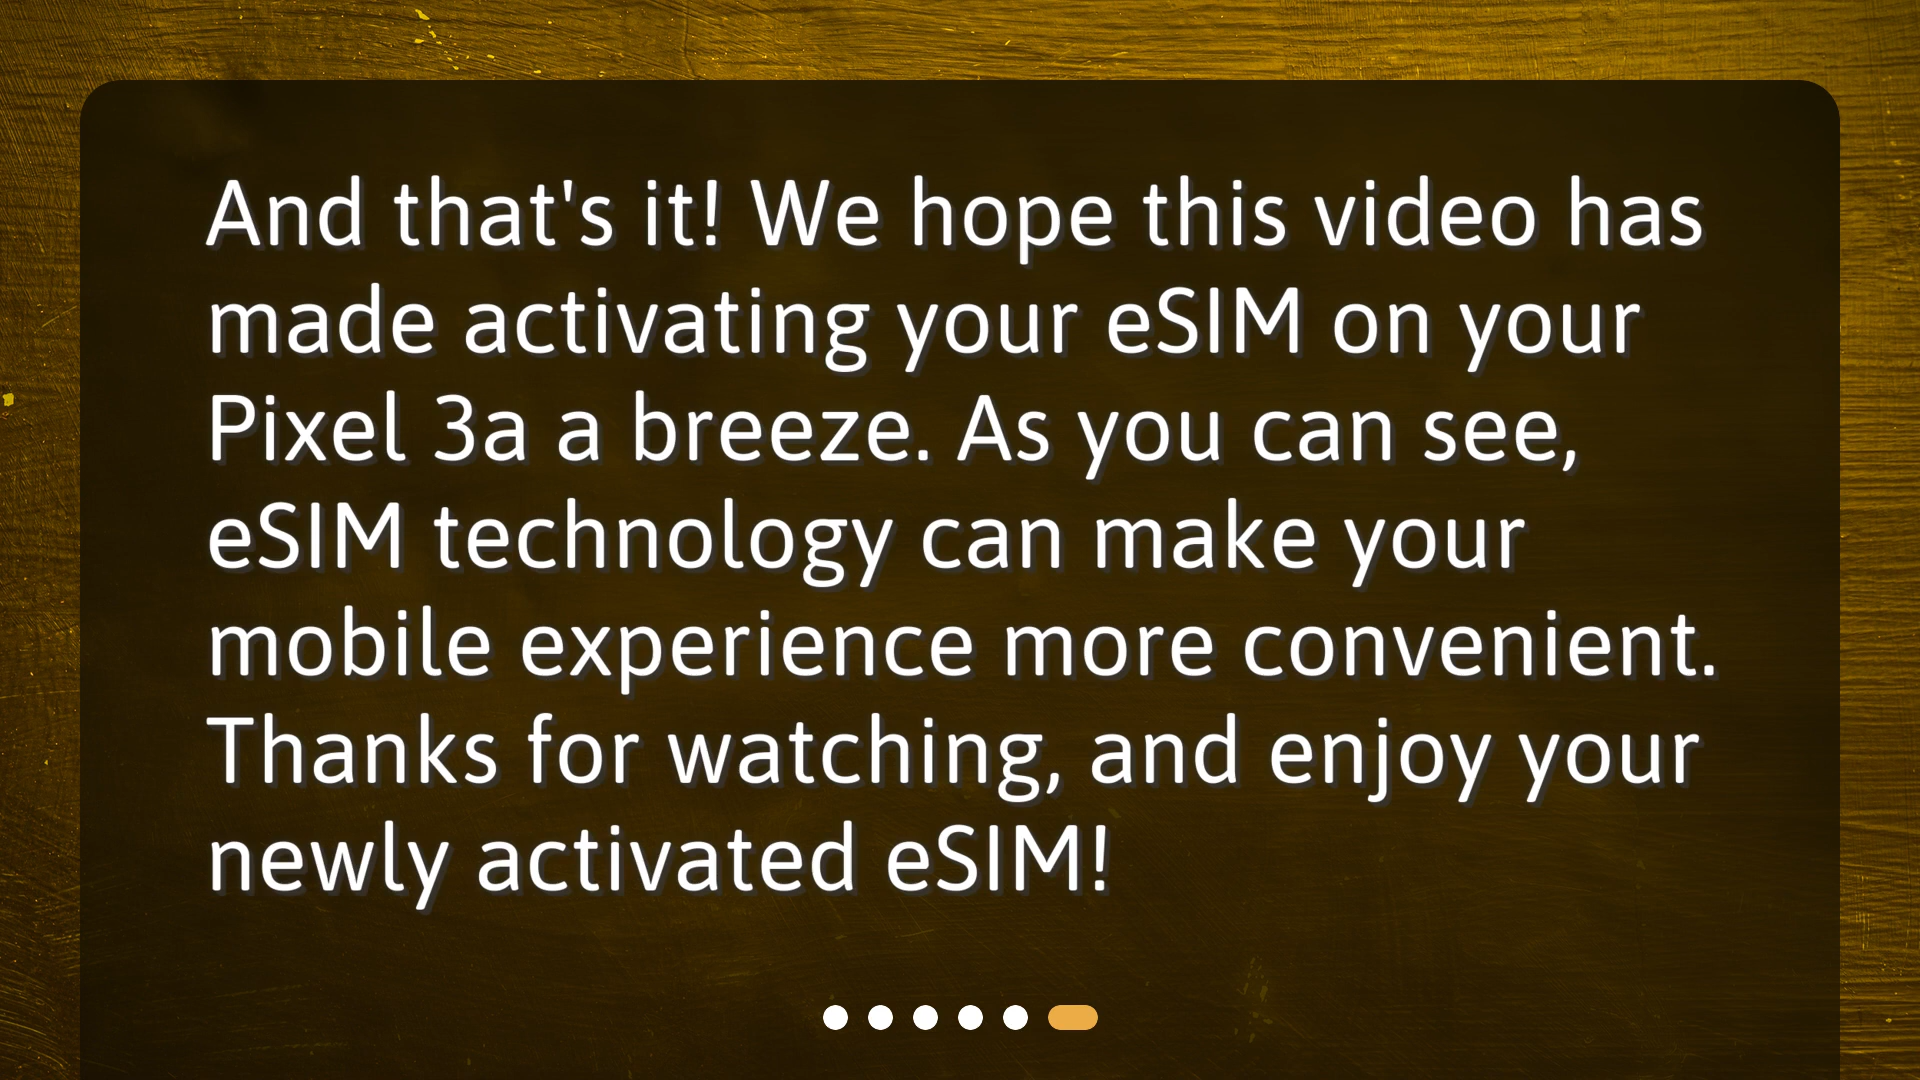 And that's it! We hope this video has
made activating your eSIM on your
Pixel 3a a breeze. As you can see,
eSIM technology can make your
mobile experience more convenient.
Thanks for watching, and enjoy your
newly activated eSIM!